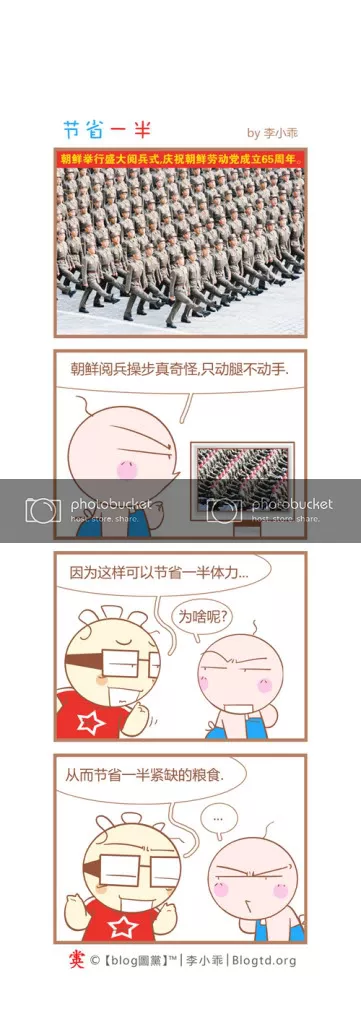 节省一半
by 李小乖
朝鲜举行盛大阅兵式,庆祝朝鲜劳动党成立65周年。
朝鲜阅兵操步真奇怪,只动腿不动手.
photobucket
host. store. share.
photobucket
host. store. share.
因为这样可以节省一半体力...
为啥呢?
从而节省一半紧缺的粮食.
...
©【blog圖黨】™|李小乖|Blogtd.org